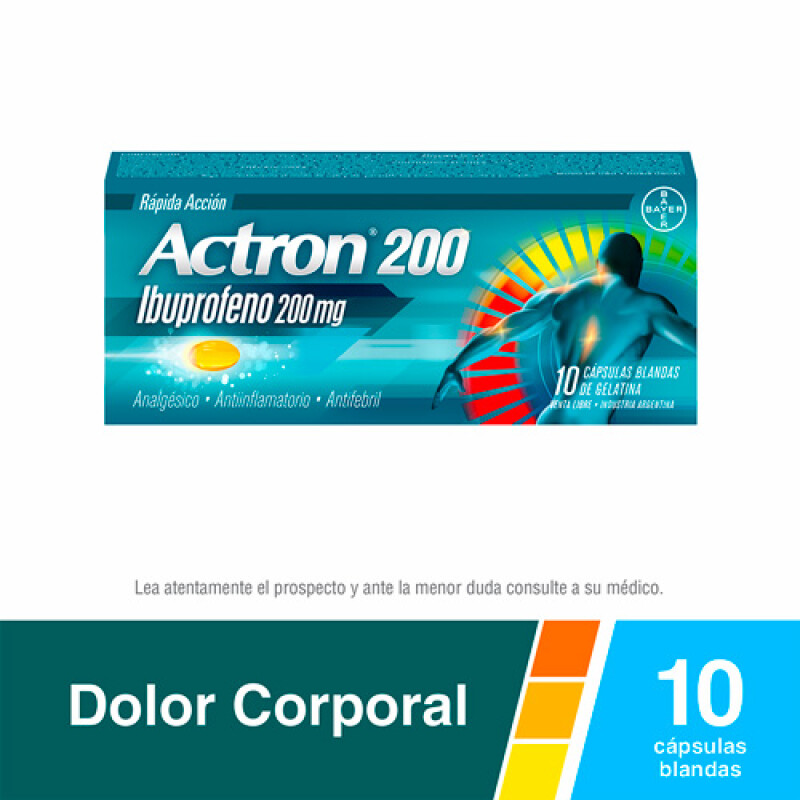 Rápida Acción
Actron® 200
Ibuprofeno 200 mg
Analgésico • Antiinflamatorio • Antifebril
BAYER
BAYER
10 CÁPSULAS BLANDAS
DE GELATINA
VENTA LIBRE • INDUSTRIA ARGENTINA
Lea atentamente el prospecto y ante la menor duda consulte a su médico.
Dolor Corporal
10
cápsulas
blandas